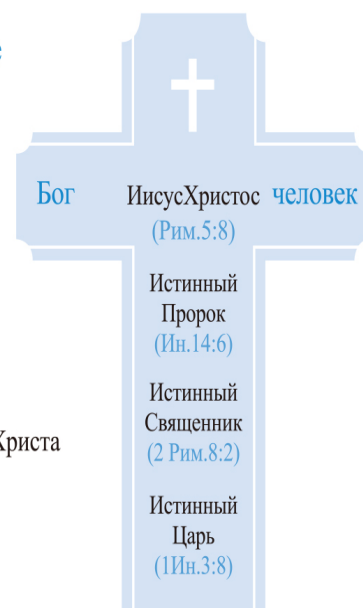 Бог ИисусХристос человек
(Рим.5:8)
Истинный
Пророк
(Ин.14:6)
Истинный
Священник
Христа
(2 Рим.8:2)
Истинный
Царь
(1Ин.3:8)